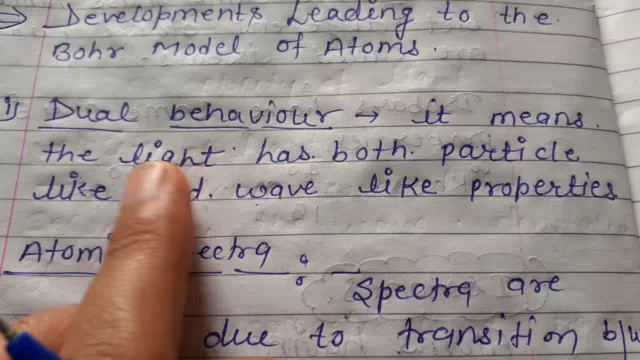 ⇒ Developments Leading to the
Bohr Model of Atoms.
i) Dual behaviour → it means
the light has both particle
like wave like properties
Spectra are
due to transition b/w